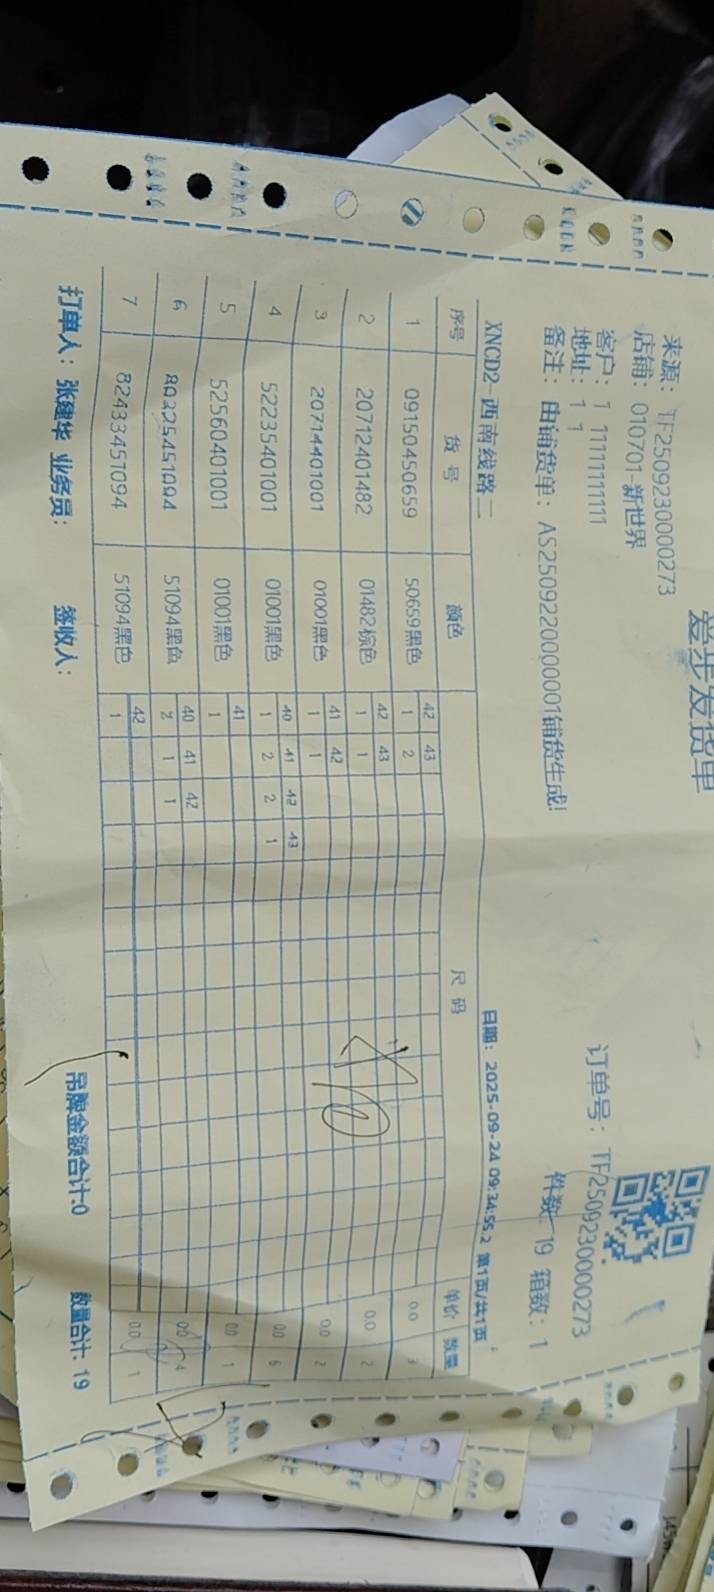 爱步发货单
来源：TF2509230000273 订单号：TF2509230000273
店铺：010701-新世界
客户：1 11111111111 件数：19 箱数：1
地址：1 1
备注：由铺货单：AS2509220000001铺货生成!
XNCD2-西南线路二 日期：2025-09-24 09:34:55.2 第1页/共1页
序号 货号 颜色 尺码 单价 数量
42 43
1 09150450659 50659黑色 1 2 0.0 3
42 43
2 20712401482 01482棕色 1 1 0.0 2
41 42
3 20714401001 01001黑色 1 1 0.0 2
40 41 42 43
4 52235401001 01001黑色 1 2 2 1 0.0 6
41
5 52560401001 01001黑色 1 0.0 1
40 41 42
6 80325451094 51094黑色 2 1 1 0.0 4
42
7 82433451094 51094黑色 1 0.0 1
吊牌金额合计:0 数量合计: 19
打单人：张建华 业务员： 签收人：